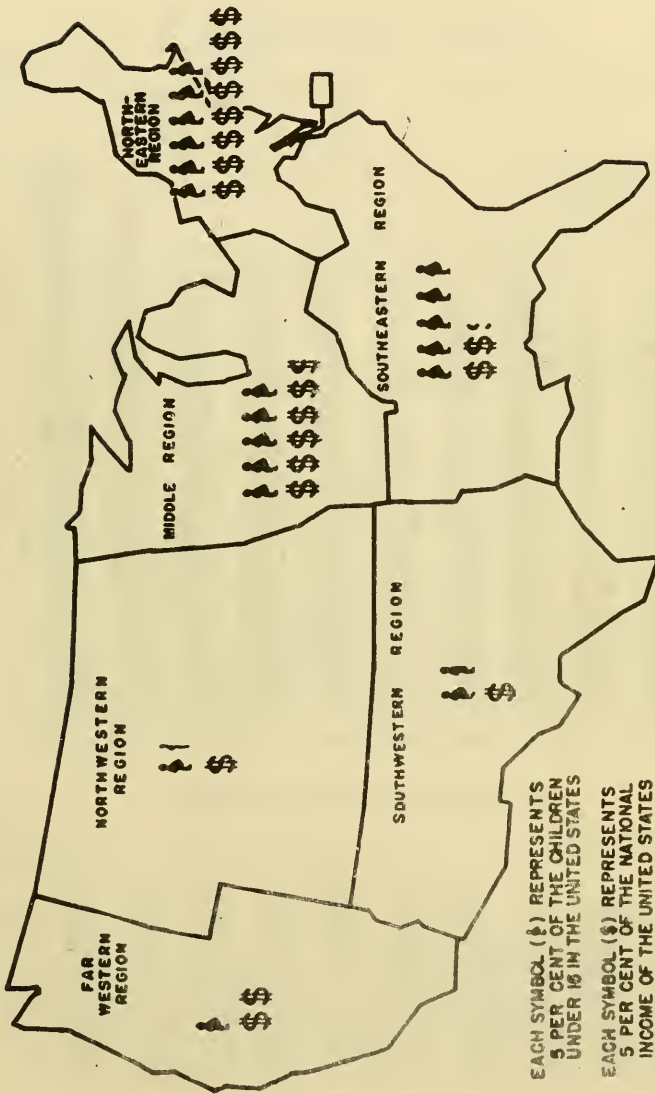 FAR
WESTERN
REGION
NORTHWESTERN
REGION
MIDDLE REGION
NORTH-
EASTERN
REGION
SOUTHWESTERN REGION
SOUTHEASTERN REGION
$ $
$
$ $ $ $ $
$ $ $ $ $ $ $ $
$
$ $
EACH SYMBOL ( ) REPRESENTS
5 PER CENT OF THE CHILDREN
UNDER 16 IN THE UNITED STATES
EACH SYMBOL ($) REPRESENTS
5 PER CENT OF THE NATIONAL
INCOME OF THE UNITED STATES